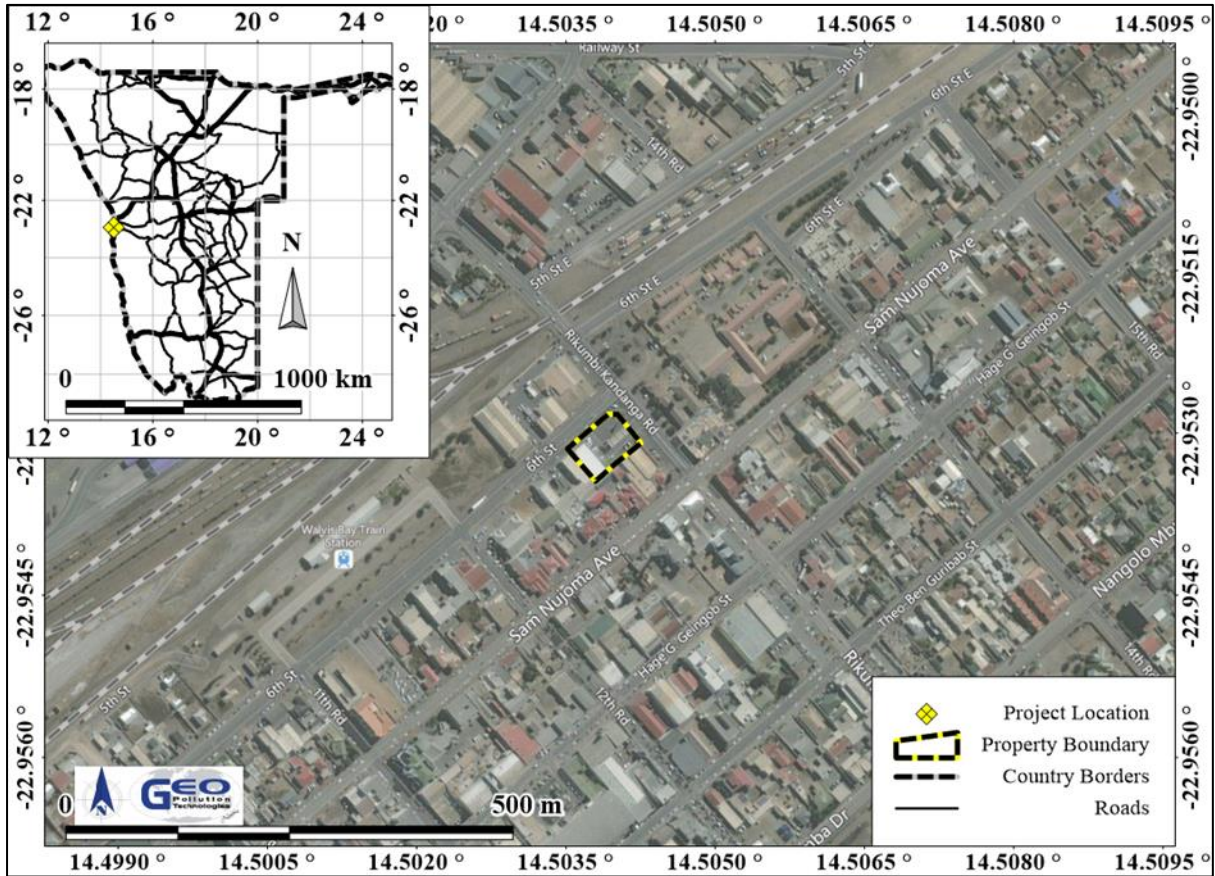 12 °
16 °
20 °
24 °
20 °
14.5035 °
14.5050 °
14.5065 °
14.5080 °
14.5095 °
-18 °
-22 °
-26 °
-18 °
-22 °
-26 °
N
0
1000 km
12 °
16 °
20 °
24 °
Railway St
5th St E
6th St E
14th Rd
6th St E
5th St E
6th St E
Sam Nujoma Ave
Hage G. Geingob St
15th Rd
Rikumbi Kandanga Rd
6th St
Walvis Bay Train
Station
Sam Nujoma Ave
Hage G. Geingob St
Theo-Ben Guribab St
Nangolo Mb
14th Rd
6th St
11th Rd
12th Rd
5th St
-22.9500 °
-22.9515 °
-22.9530 °
-22.9545 °
-22.9560 °
-22.9545 °
-22.9560 °
Project Location
Property Boundary
Country Borders
Roads
GEO
Pollution
Technologies
0
500 m
mba Dr
14.4990 °
14.5005 °
14.5020 °
14.5035 °
14.5050 °
14.5065 °
14.5080 °
14.5095 °